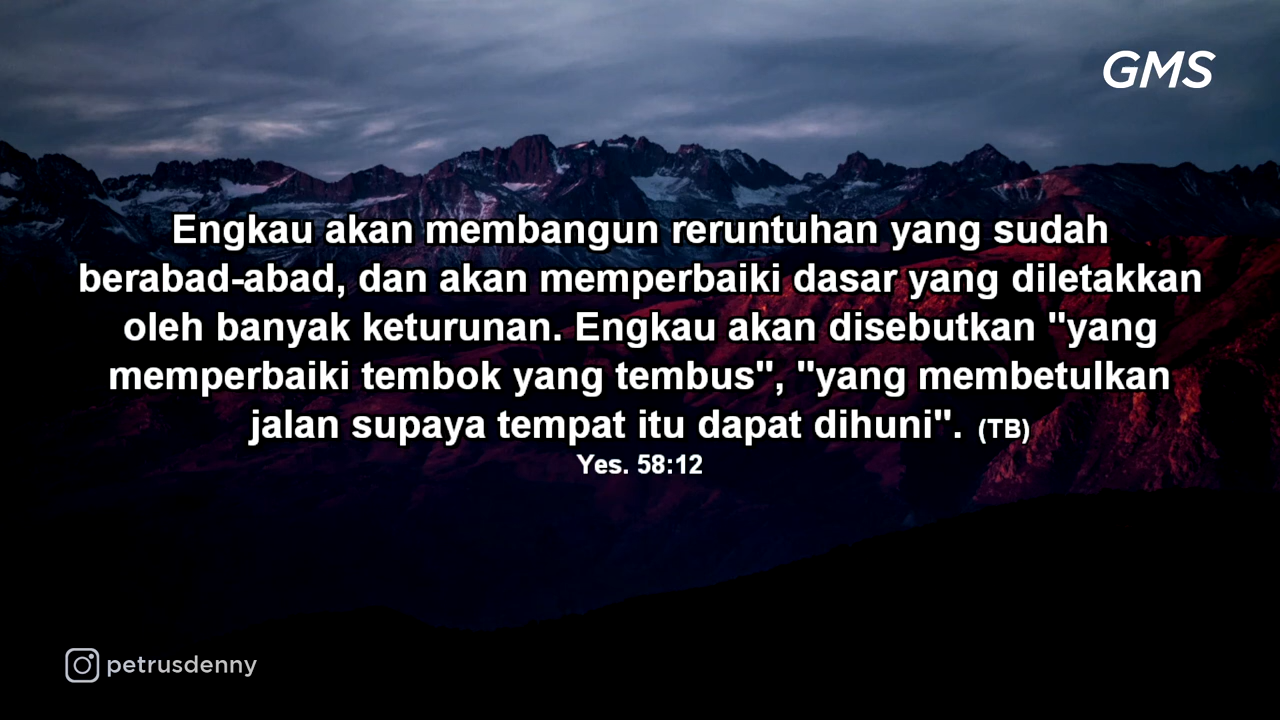 GMS
Engkau akan membangun reruntuhan yang sudah
berabad-abad, dan akan memperbaiki dasar yang diletakkan
oleh banyak keturunan. Engkau akan disebutkan "yang
memperbaiki tembok yang tembus", "yang membetulkan
jalan supaya tempat itu dapat dihuni". (TB)
Yes. 58:12
petrusdenny